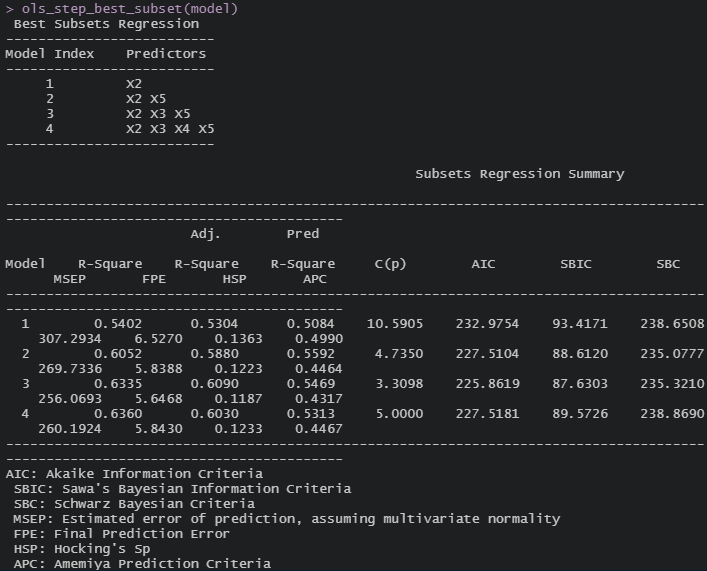 > ols_step_best_subset(model)
Best Subsets Regression
--------------------------
Model Index    Predictors
--------------------------
1         X2
2         X2 X5
3         X2 X3 X5
4         X2 X3 X4 X5
--------------------------
Subsets Regression Summary
---------------------------------------------------------------------------------------
------------------------------------------
Adj.        Pred
Model    R-Square    R-Square    R-Square    C(p)        AIC        SBIC        SBC
MSEP       FPE       HSP       APC
---------------------------------------------------------------------------------------
------------------------------------------
1        0.5402      0.5304      0.5084   10.5905   232.9754   93.4171   238.6508
307.2934    6.5270    0.1363    0.4990
2        0.6052      0.5880      0.5592    4.7350   227.5104   88.6120   235.0777
269.7336    5.8388    0.1223    0.4464
3        0.6335      0.6090      0.5469    3.3098   225.8619   87.6303   235.3210
256.0693    5.6468    0.1187    0.4317
4        0.6360      0.6030      0.5313    5.0000   227.5181   89.5726   238.8690
260.1924    5.8430    0.1233    0.4467
---------------------------------------------------------------------------------------
------------------------------------------
AIC: Akaike Information Criteria
SBIC: Sawa's Bayesian Information Criteria
SBC: Schwarz Bayesian Criteria
MSEP: Estimated error of prediction, assuming multivariate normality
FPE: Final Prediction Error
HSP: Hocking's Sp
APC: Amemiya Prediction Criteria